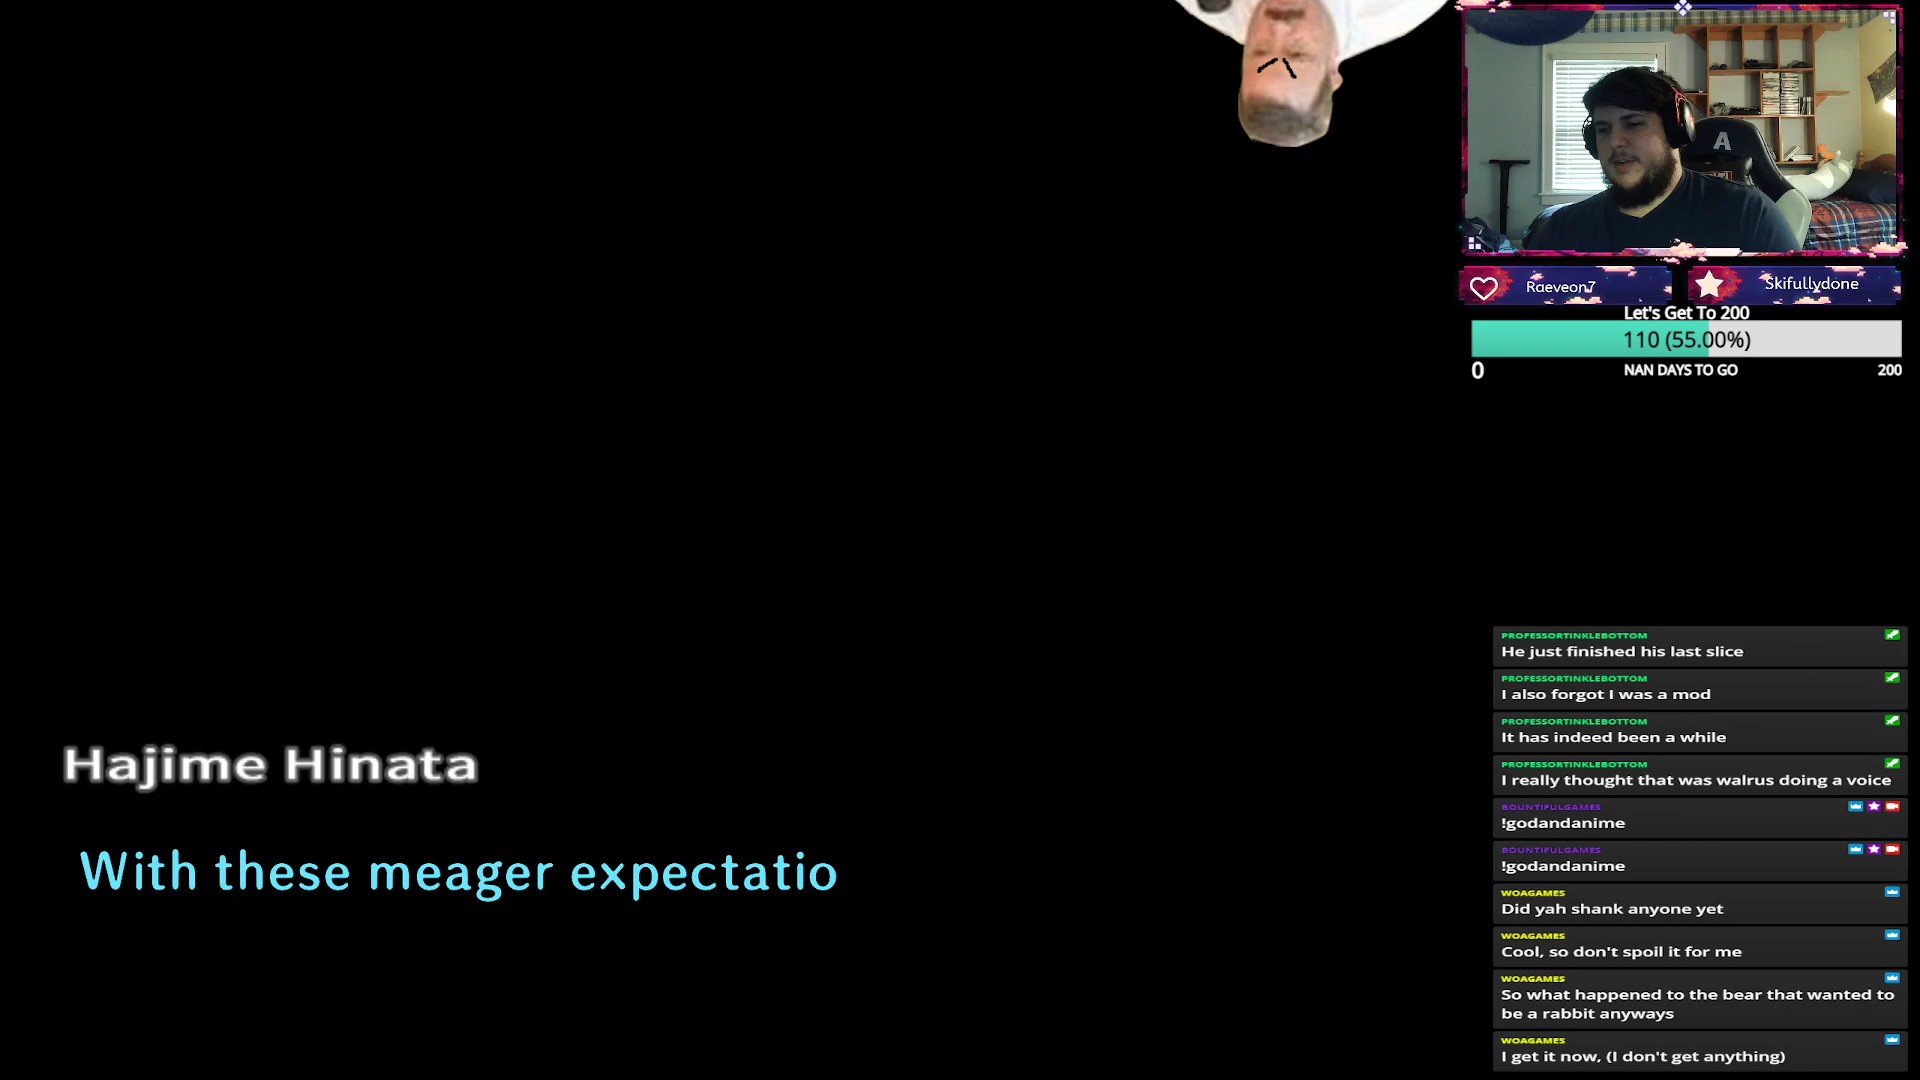 A
Raeveon7
Skifullydone
Let's Get To 200
110 (55.00%)
0
NAN DAYS TO GO
200
PROFESSORTINKLEBOTTOM
He just finished his last slice
PROFESSORTINKLEBOTTOM
I also forgot I was a mod
PROFESSORTINKLEBOTTOM
It has indeed been a while
PROFESSORTINKLEBOTTOM
I really thought that was walrus doing a voice
BOUNTIFULGAMES
!godandanime
BOUNTIFULGAMES
!godandanime
WOAGAMES
Did yah shank anyone yet
WOAGAMES
Cool, so don't spoil it for me
WOAGAMES
So what happened to the bear that wanted to
be a rabbit anyways
WOAGAMES
I get it now, (I don't get anything)
Hajime Hinata
With these meager expectatio